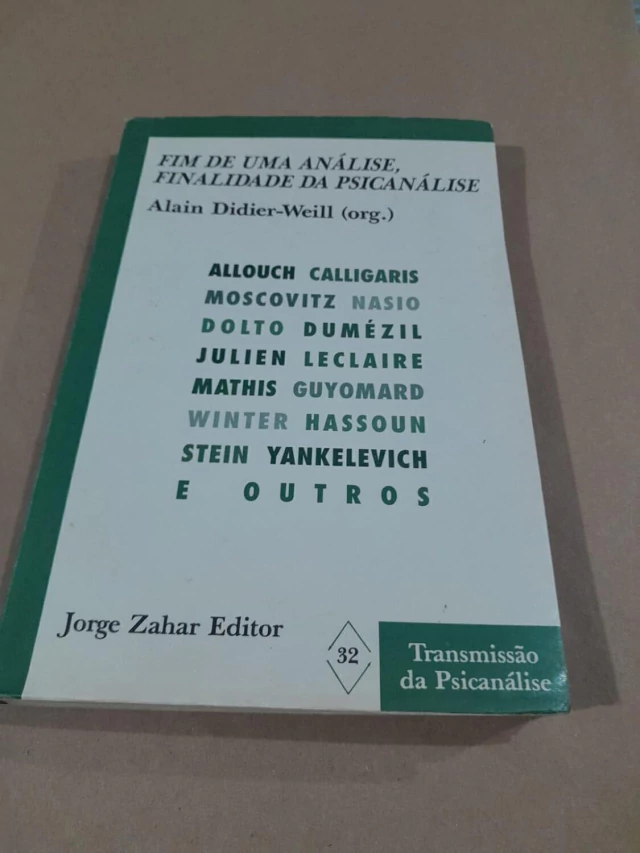 FIM DE UMA ANÁLISE,
FINALIDADE DA PSICANÁLISE
Alain Didier-Weill (org.)
ALLOUCH CALLIGARIS
MOSCOVITZ NASIO
DOLTO DUMÉZIL
JULIEN LECLAIRE
MATHIS GUYOMARD
WINTER HASSOUN
STEIN YANKELEVICH
E OUTROS
Jorge Zahar Editor
32
Transmissão
da Psicanálise